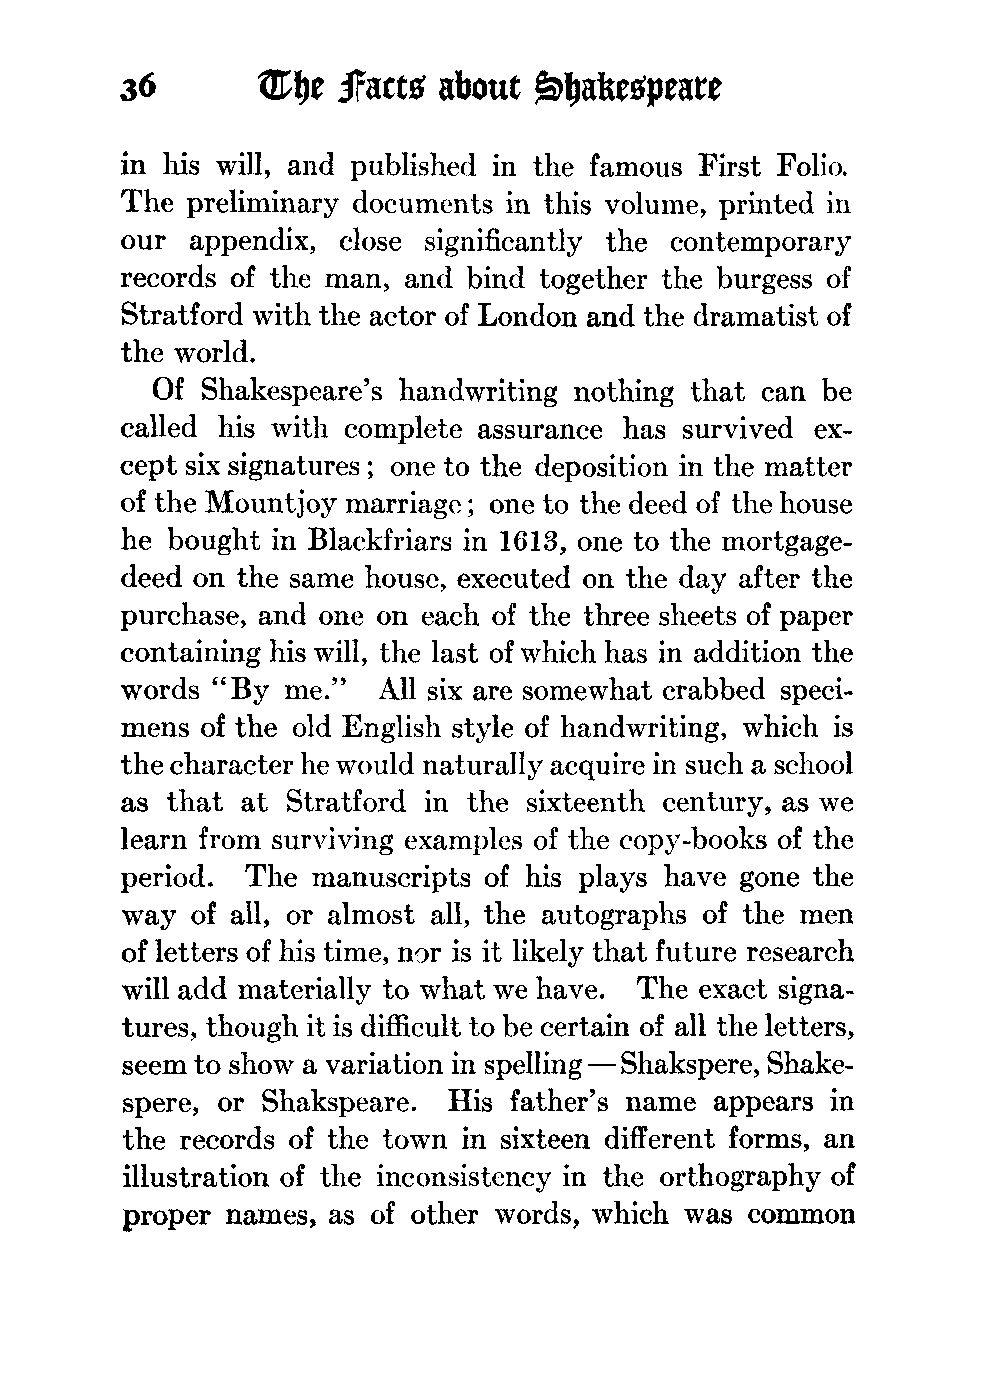 36 The Facts about Shakespeare
in his will, and published in the famous First Folio.
The preliminary documents in this volume, printed in
our appendix, close significantly the contemporary
records of the man, and bind together the burgess of
Stratford with the actor of London and the dramatist of
the world.
Of Shakespeare's handwriting nothing that can be
called his with complete assurance has survived ex-
cept six signatures; one to the deposition in the matter
of the Mountjoy marriage; one to the deed of the house
he bought in Blackfriars in 1613, one to the mortgage-
deed on the same house, executed on the day after the
purchase, and one on each of the three sheets of paper
containing his will, the last of which has in addition the
words "By me." All six are somewhat crabbed speci-
mens of the old English style of handwriting, which is
the character he would naturally acquire in such a school
as that at Stratford in the sixteenth century, as we
learn from surviving examples of the copy-books of the
period. The manuscripts of his plays have gone the
way of all, or almost all, the autographs of the men
of letters of his time, nor is it likely that future research
will add materially to what we have. The exact signa-
tures, though it is difficult to be certain of all the letters,
seem to show a variation in spelling—Shakspere, Shake-
spere, or Shakspeare. His father's name appears in
the records of the town in sixteen different forms, an
illustration of the inconsistency in the orthography of
proper names, as of other words, which was common